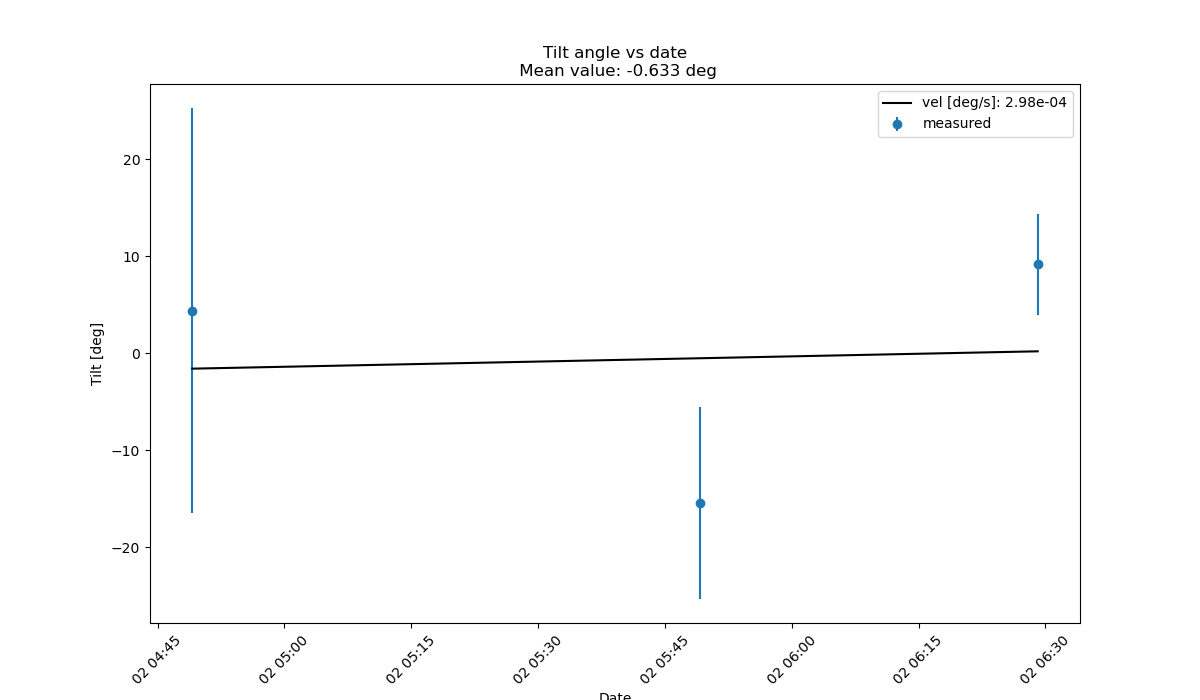 Tilt angle vs date
Mean value: -0.633 deg
vel [deg/s]: 2.98e-04
measured
Tilt [deg]
20
10
0
−10
−20
02 04:45
02 05:00
02 05:15
02 05:30
02 05:45
02 06:00
02 06:15
02 06:30
Date